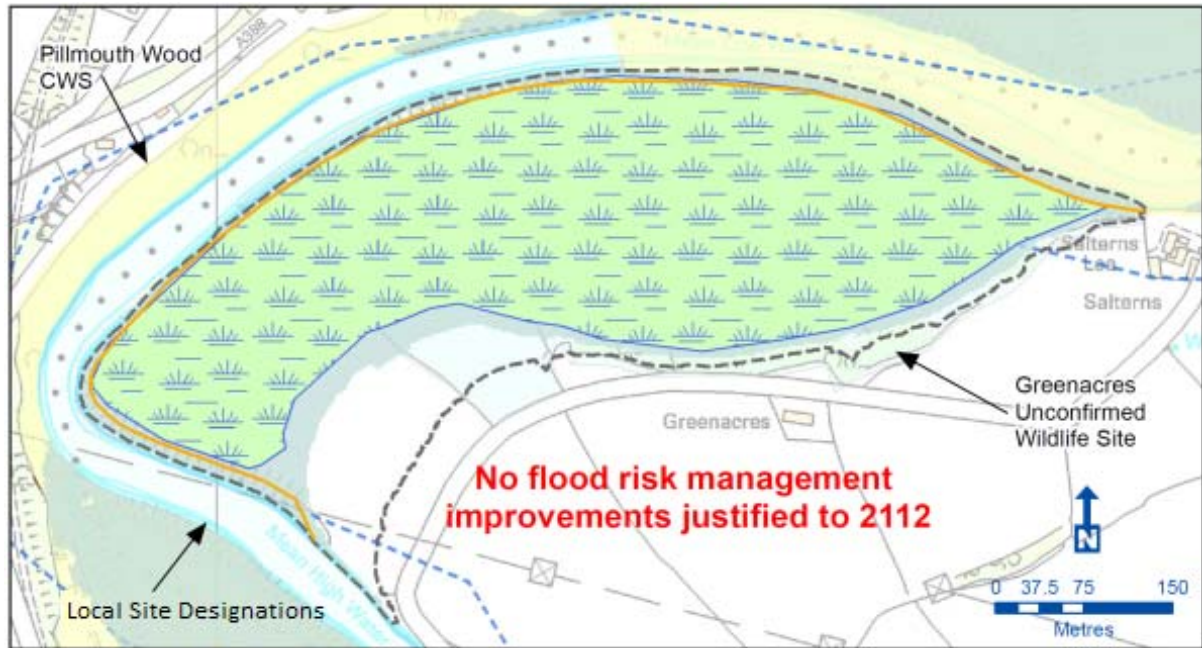 Pillmouth Wood
CWS
A386
Salterns
Lea
Salterns
Greenacres
Greenacres
Unconfirmed
Wildlife Site
No flood risk management
improvements justified to 2112
N
Local Site Designations
Mean High Water
0 37.5 75 150
Metres